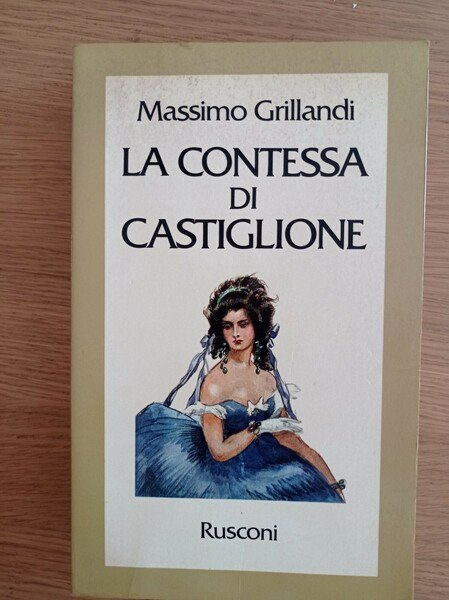 Massimo Grillandi
LA CONTESSA
DI
CASTIGLIONE
Rusconi